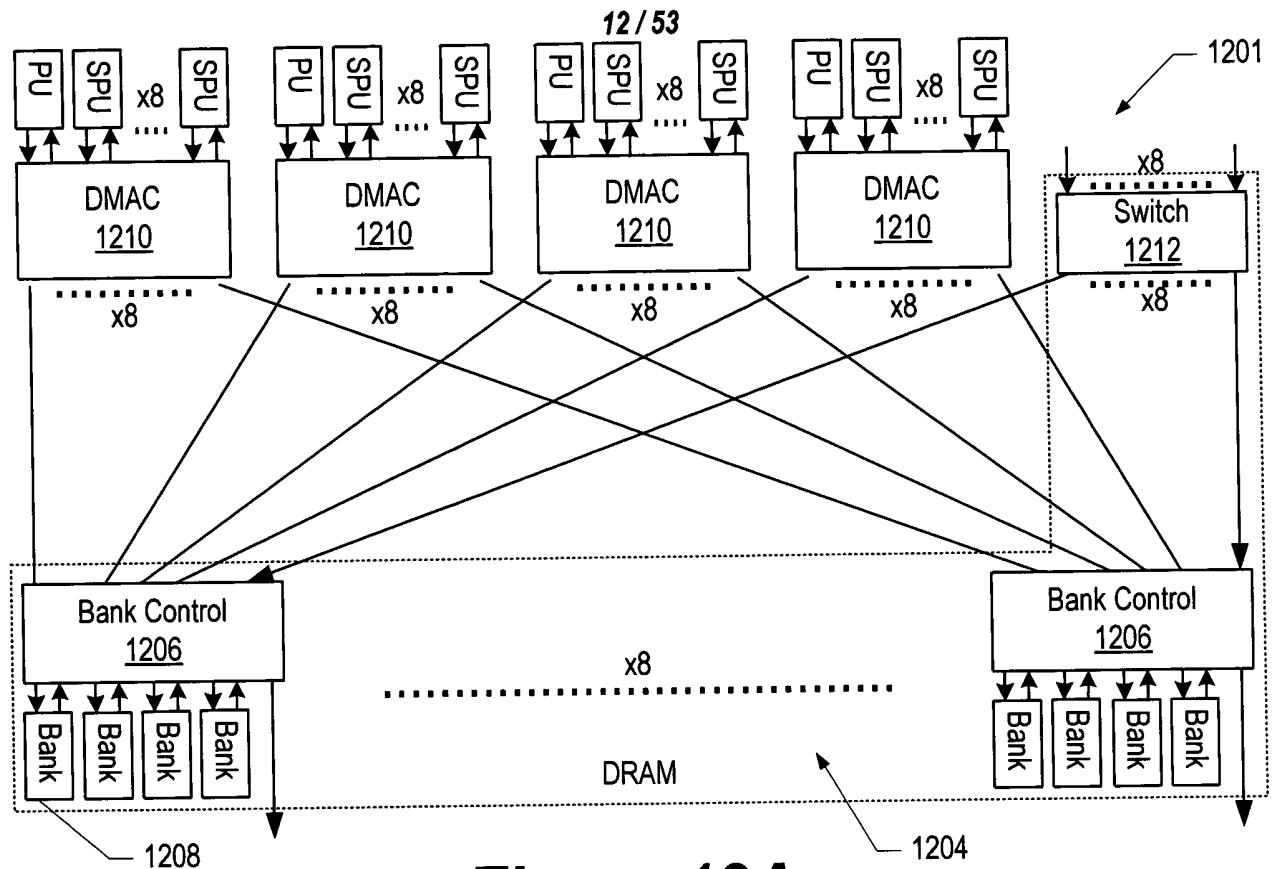 12 / 53
PU SPU x8 SPU PU SPU x8 SPU PU SPU x8 SPU PU SPU x8 SPU
1201
x8
DMAC DMAC DMAC DMAC Switch
1210 1210 1210 1210 1212
x8 x8 x8 x8 x8
Bank Control Bank Control
1206 1206
x8
Bank Bank Bank Bank Bank Bank Bank Bank
DRAM
1208 1204